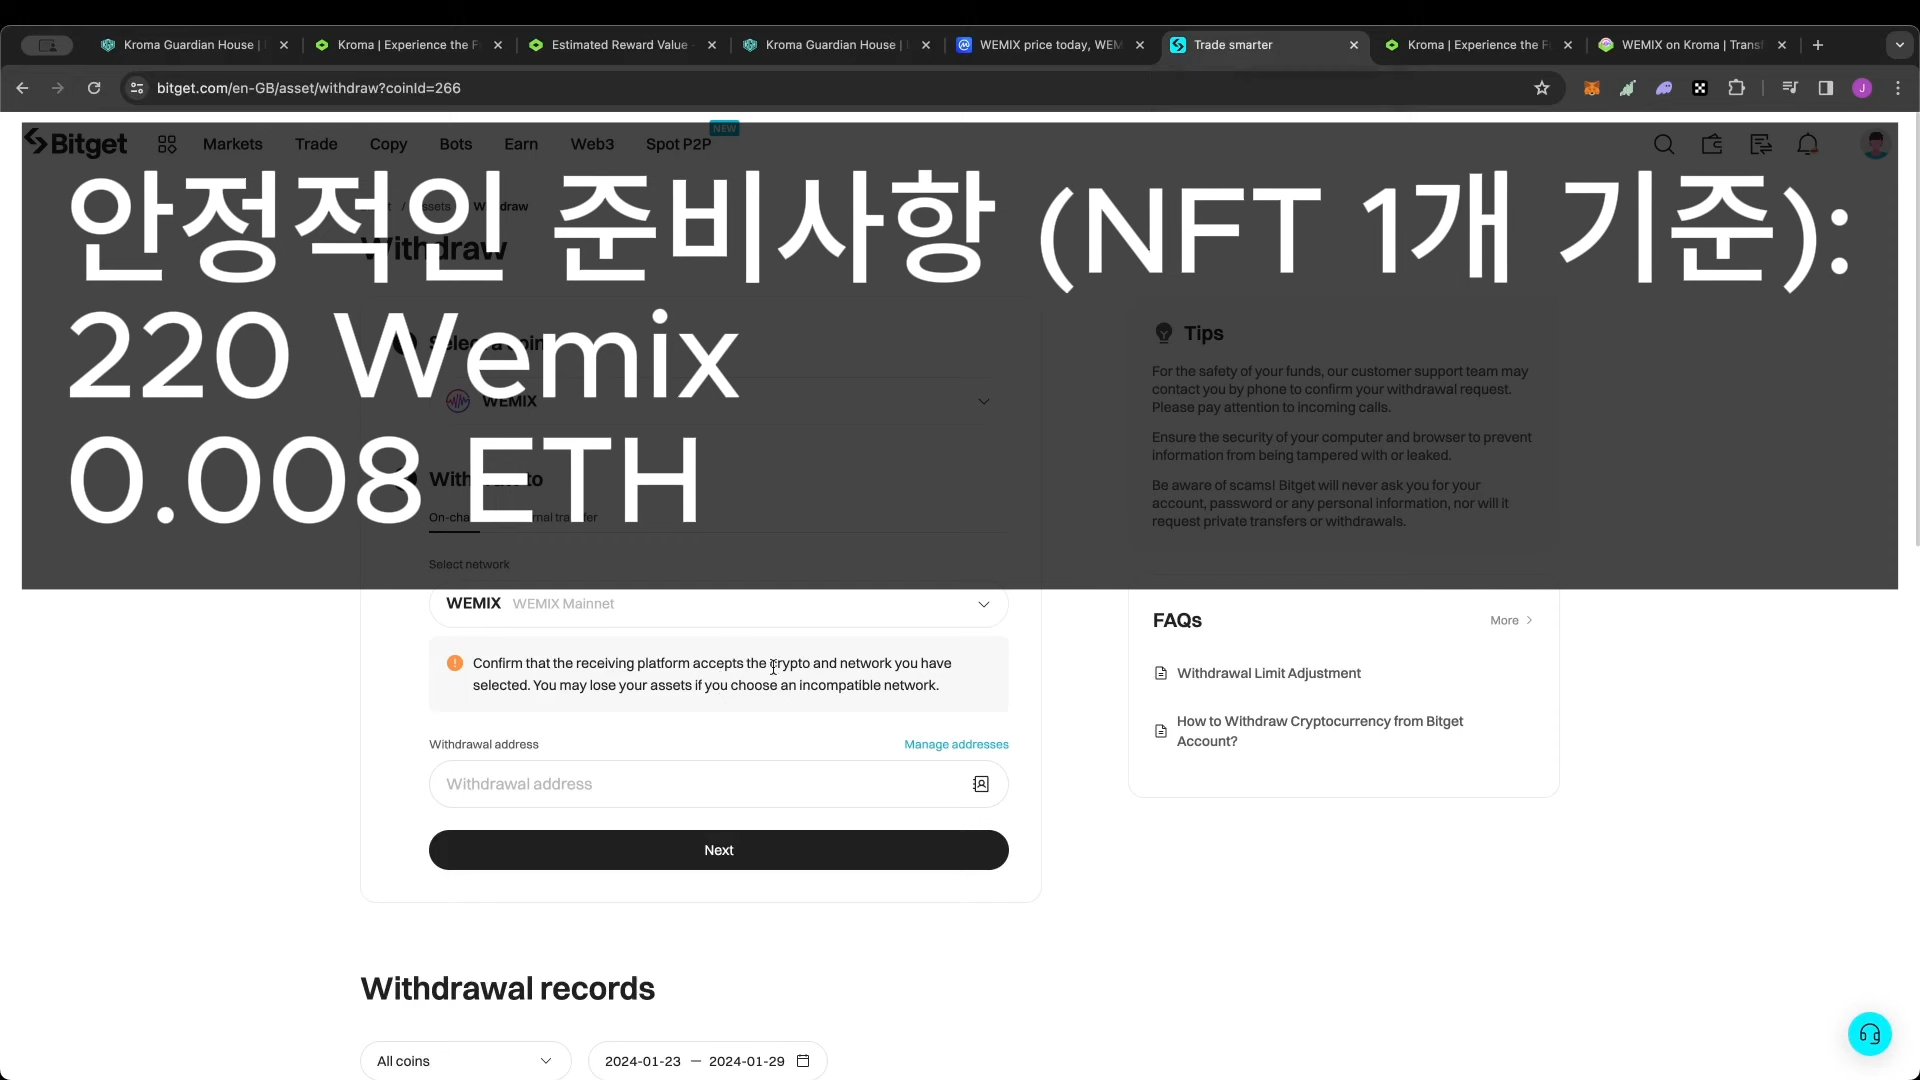 Kroma Guardian House |
Kroma | Experience the F
Estimated Reward Value
Kroma Guardian House |
WEMIX price today, WEM
Trade smarter
Kroma | Experience the F
WEMIX on Kroma | Transf
bitget.com/en-GB/asset/withdraw?coinId=266
J
Bitget
Markets
Trade
Copy
Bots
Earn
Web3
Spot P2P
NEW
안정적인 준비사항 (NFT 1개 기준):
220 Wemix
0.008 ETH
Withdraw
Withdraw
WEMIX
Select network
WEMIX WEMIX Mainnet
Confirm that the receiving platform accepts the crypto and network you have
selected. You may lose your assets if you choose an incompatible network.
Withdrawal address
Manage addresses
Withdrawal address
Next
Tips
For the safety of your funds, our customer support team may
contact you by phone to confirm your withdrawal request.
Please pay attention to incoming calls.
Ensure the security of your computer and browser to prevent
information from being tampered with or leaked.
Be aware of scams! Bitget will never ask you for your
account, password or any personal information, nor will it
request private transfers or withdrawals.
FAQs
More
Withdrawal Limit Adjustment
How to Withdraw Cryptocurrency from Bitget
Account?
Withdrawal records
All coins
2024-01-23 – 2024-01-29